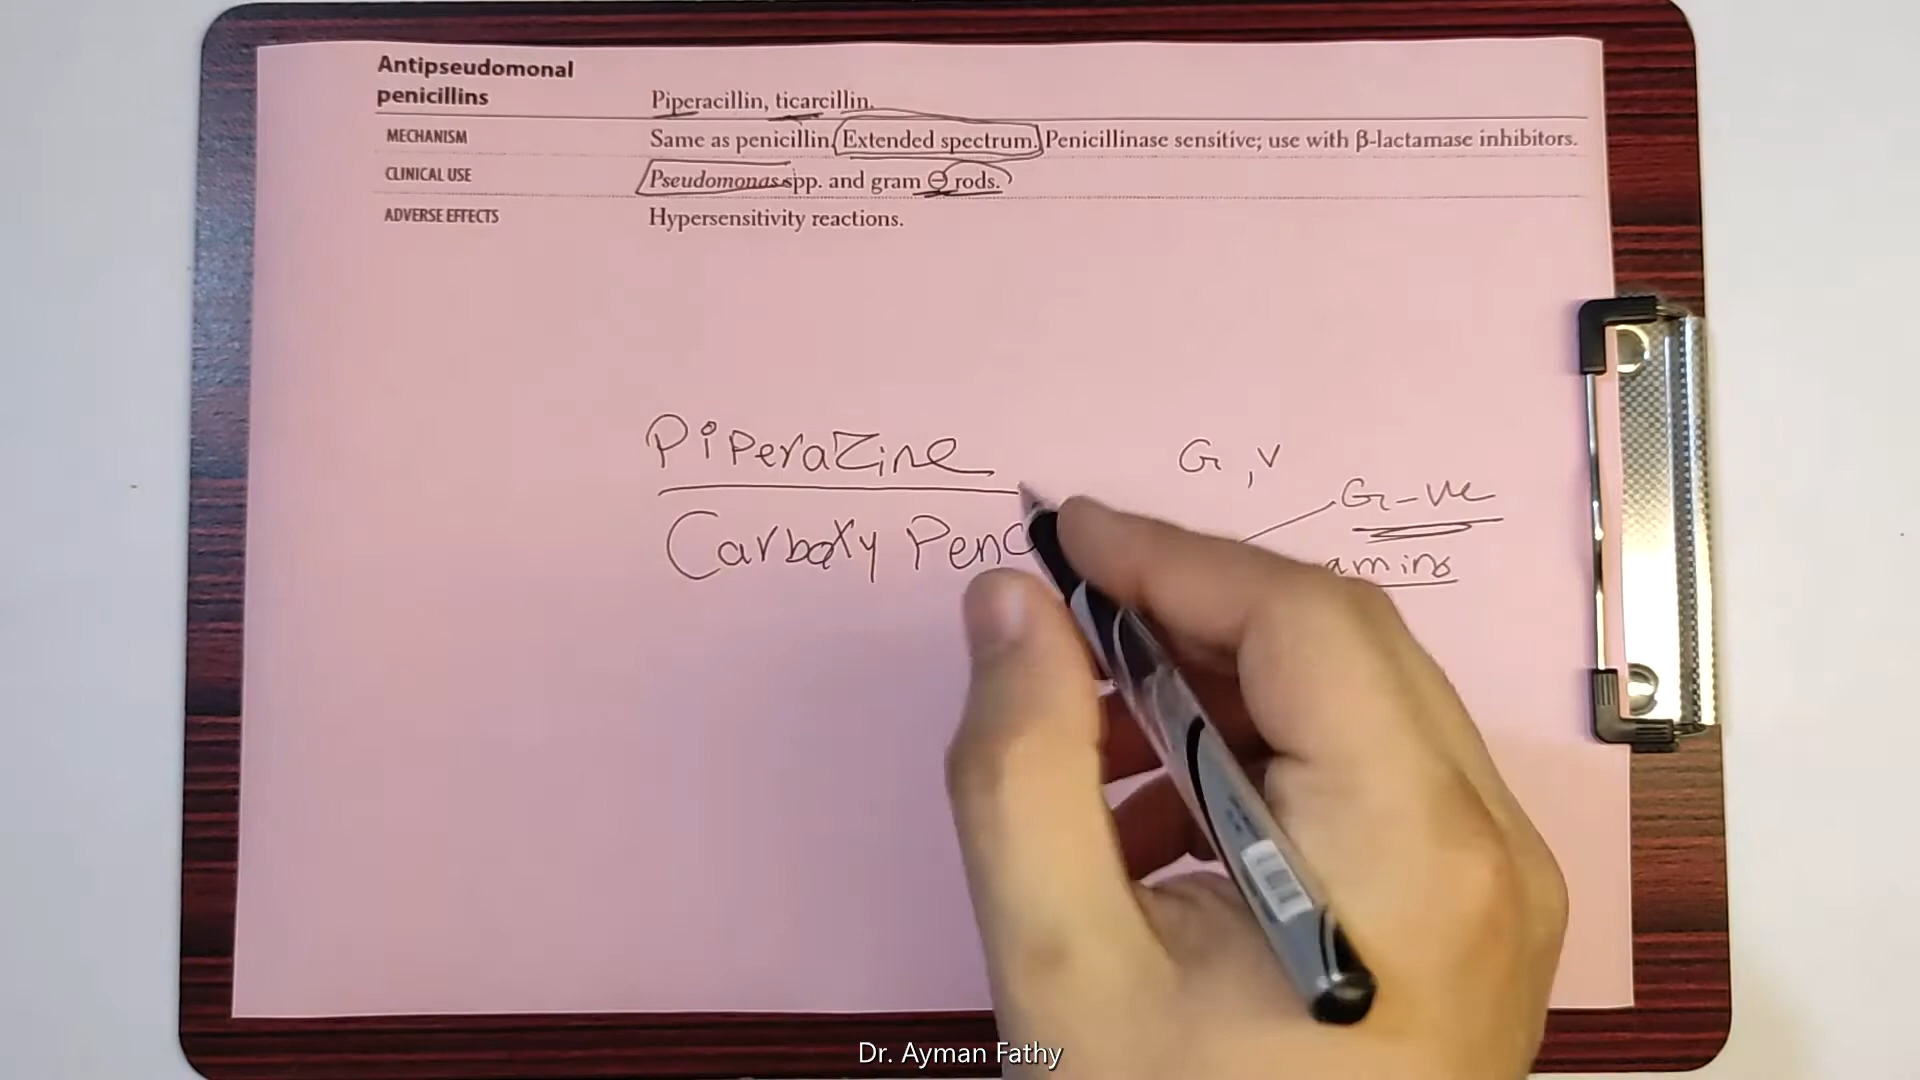 Antipseudomonal
penicillins
Piperacillin, ticarcillin.
MECHANISM
Same as penicillin. Extended spectrum. Penicillinase sensitive; use with β-lactamase inhibitors.
CLINICAL USE
Pseudomonas spp. and gram ⊖ rods.
ADVERSE EFFECTS
Hypersensitivity reactions.
Piperazine
G, V
G-ve
Carboxy Penc
amino
Dr. Ayman Fathy